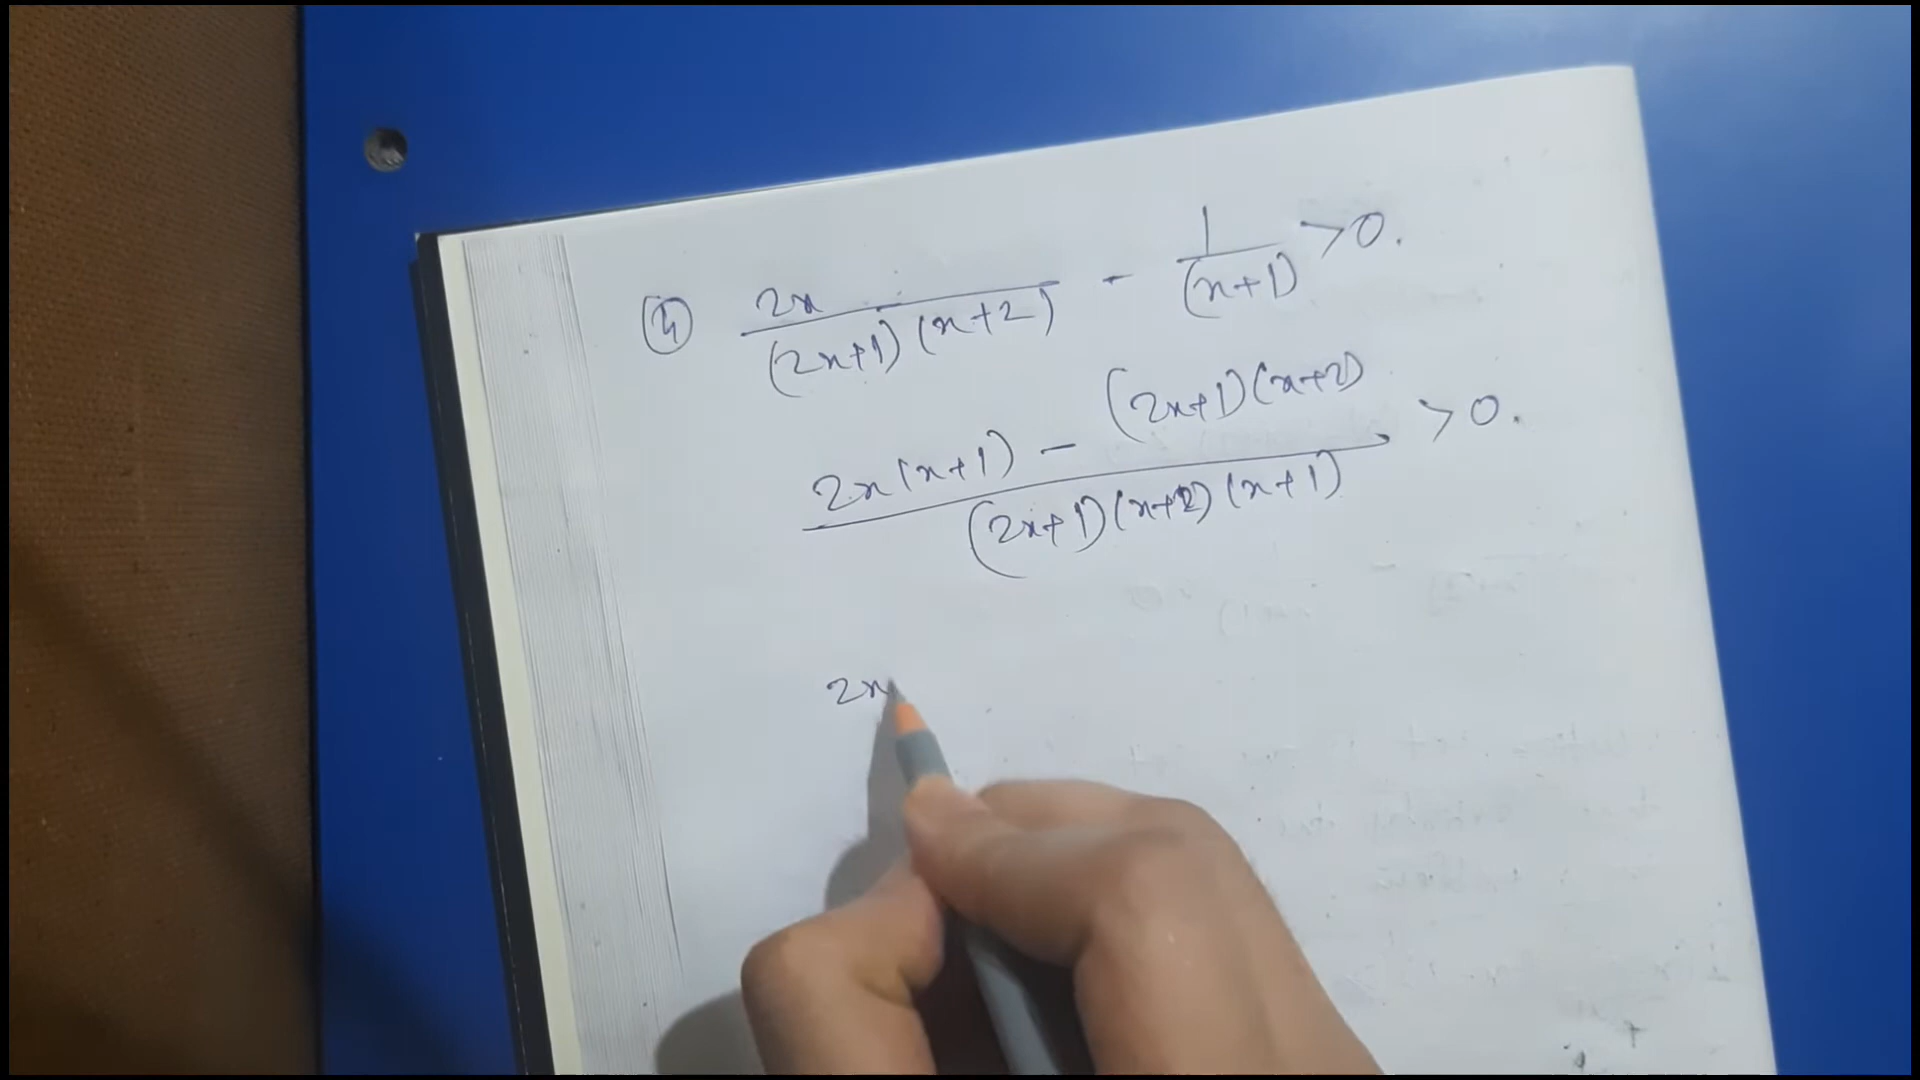 ④ 2x/((2x+1)(x+2)) - 1/(x+1) >0.
(2x(x+1) - (2x+1)(x+2))/((2x+1)(x+2)(x+1)) >0.
2x